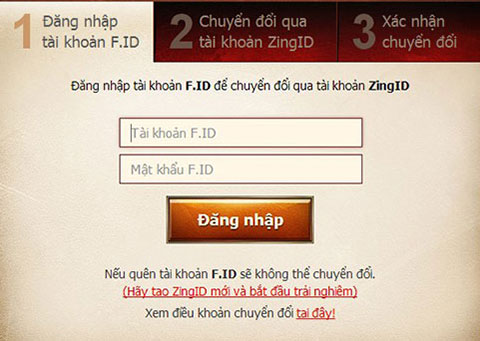 1 Đăng nhập
tài khoản F.ID
2 Chuyển đổi qua
tài khoản ZingID
3 Xác nhận
chuyển đổi
Đăng nhập tài khoản F.ID để chuyển đổi qua tài khoản ZingID
Tài khoản F.ID
Mật khẩu F.ID
Đăng nhập
Nếu quên tài khoản F.ID sẽ không thể chuyển đổi.
(Hãy tạo ZingID mới và bắt đầu trải nghiệm)
Xem điều khoản chuyển đổi tại đây!